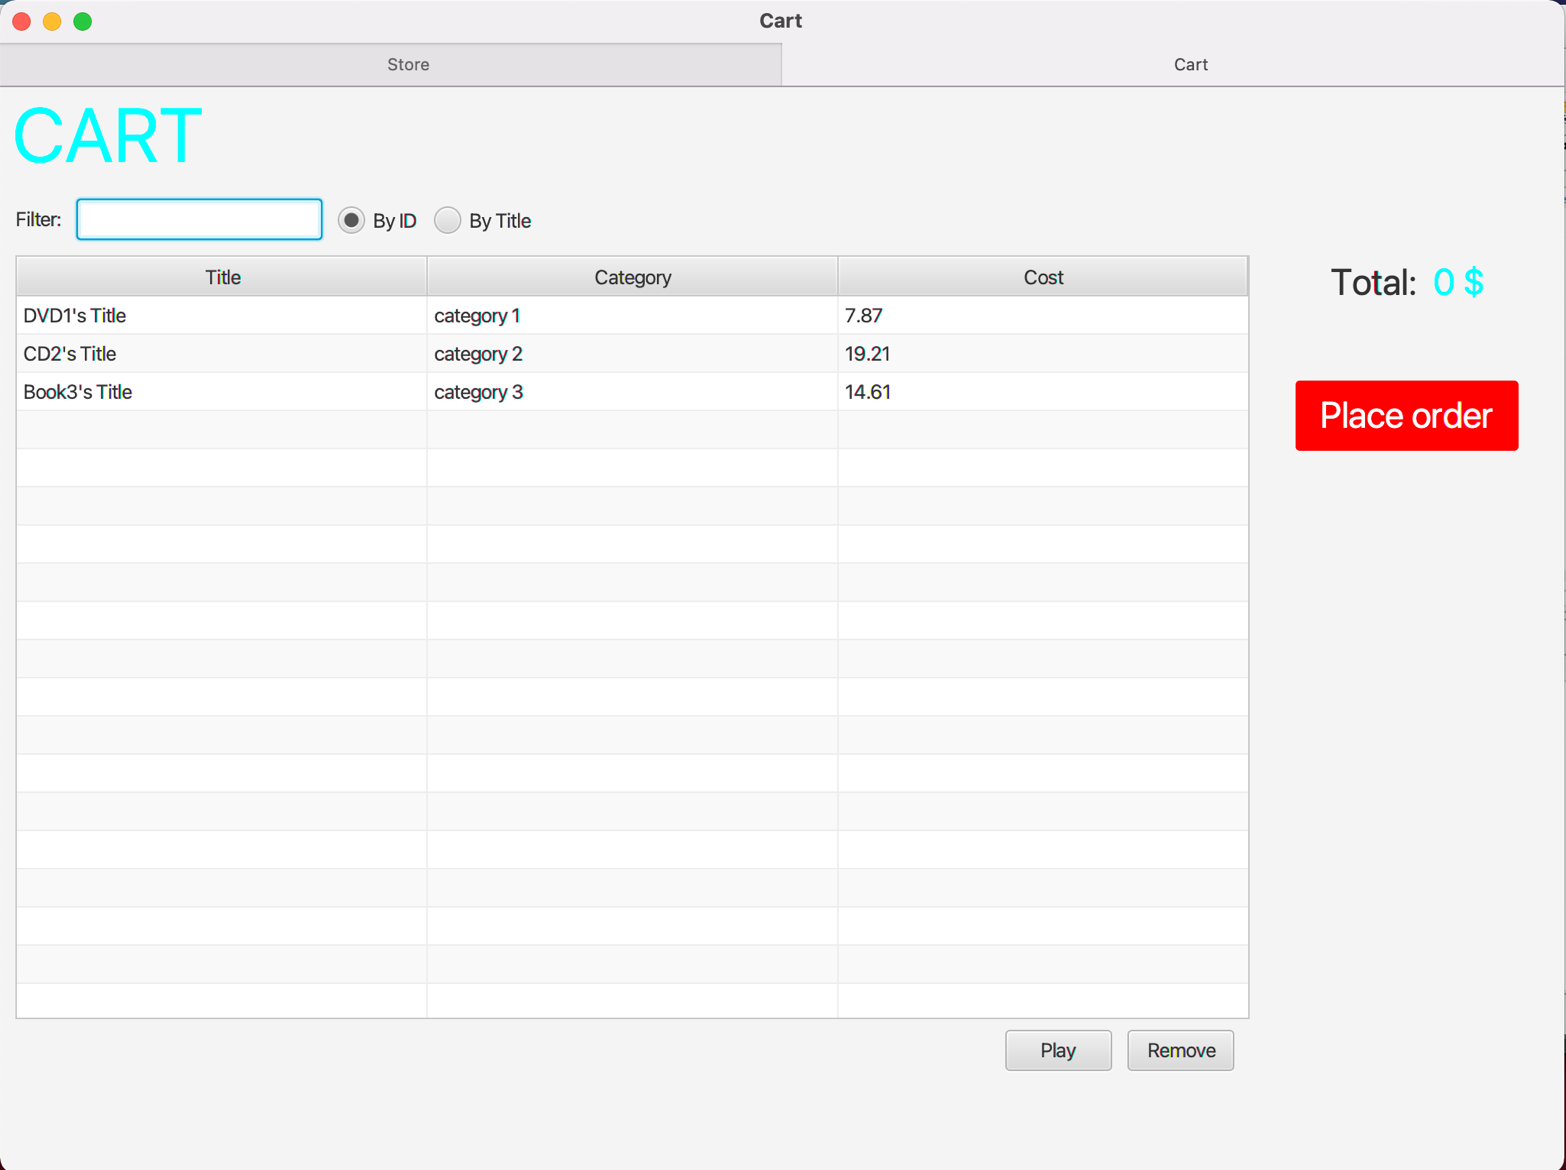 Cart
Store
Cart
CART
Filter:
By ID
By Title
Title
Category
Cost
DVD1's Title
category 1
7.87
CD2's Title
category 2
19.21
Book3's Title
category 3
14.61
Total: 0 $
Place order
Play
Remove